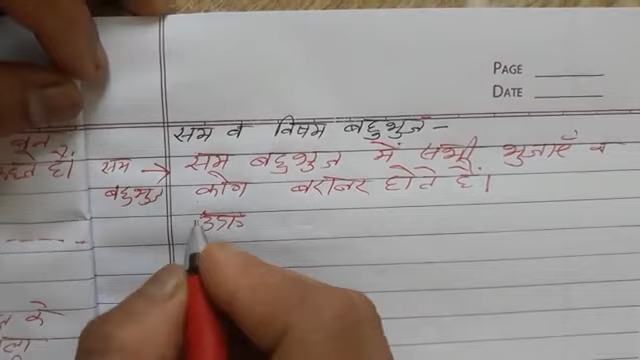 PAGE
DATE
सम व विषम बहुभुज -
सम बहुभुज → सम बहुभुज में सभी भुजाएँ व
कोण बराबर होते हैं।
उदा